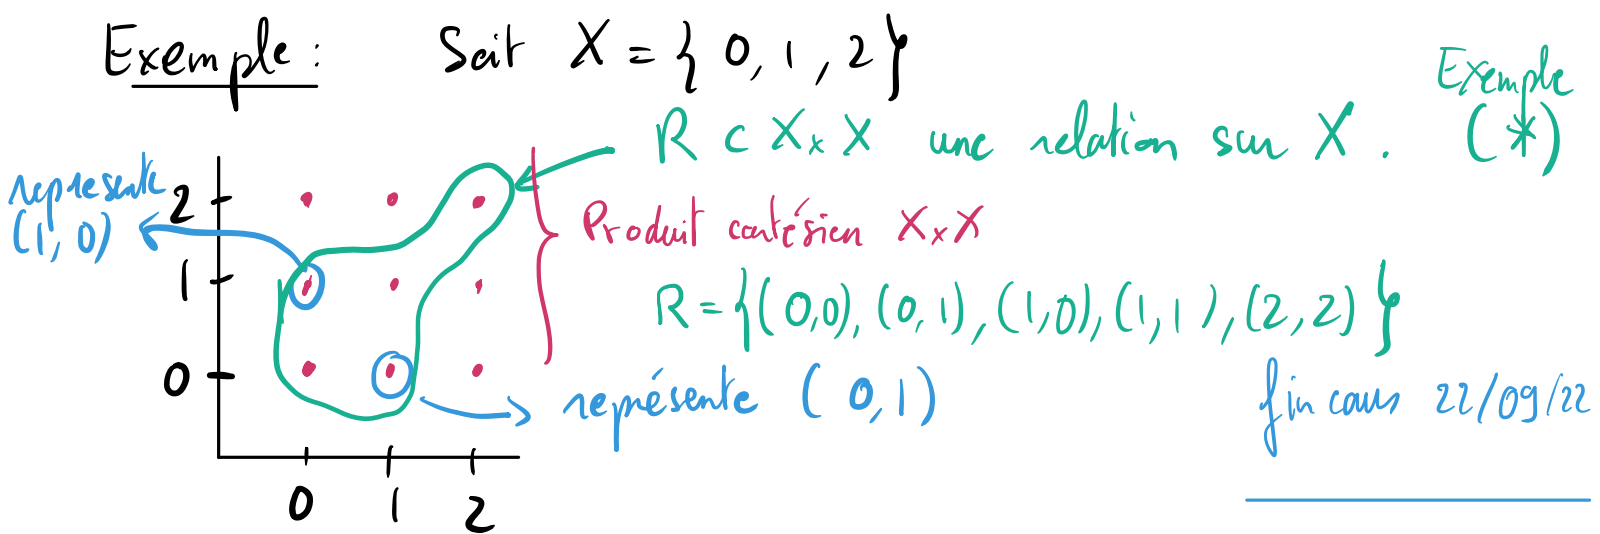 Exemple : Soit X = { 0, 1, 2 }
Exemple
(*)
R ⊂ X × X une relation sur X.
represente
(1, 0)
2
Produit cartésien X × X
1
R = { (0,0), (0,1), (1,0), (1,1), (2,2) }
0
représente (0,1)
fin cours 22/09/22
0 1 2